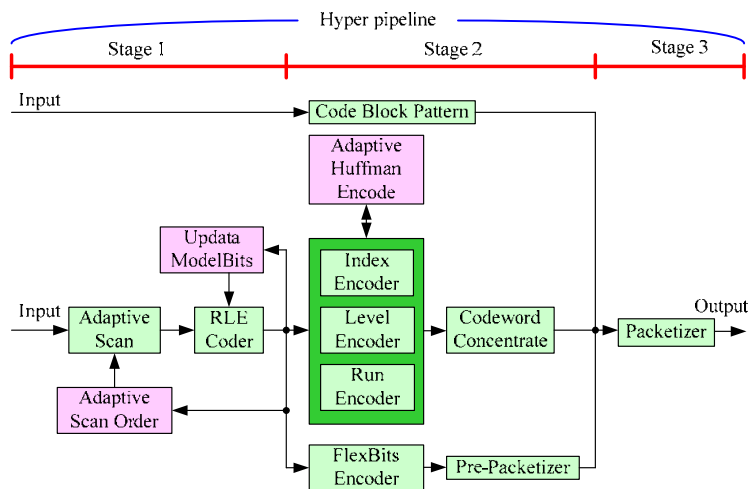 Hyper pipeline
Stage 1
Stage 2
Stage 3
Input
Code Block Pattern
Adaptive
Huffman
Encode
Updata
ModelBits
Index
Encoder
Input
Adaptive
Scan
RLE
Coder
Level
Encoder
Codeword
Concentrate
Packetizer
Output
Run
Encoder
Adaptive
Scan Order
FlexBits
Encoder
Pre-Packetizer